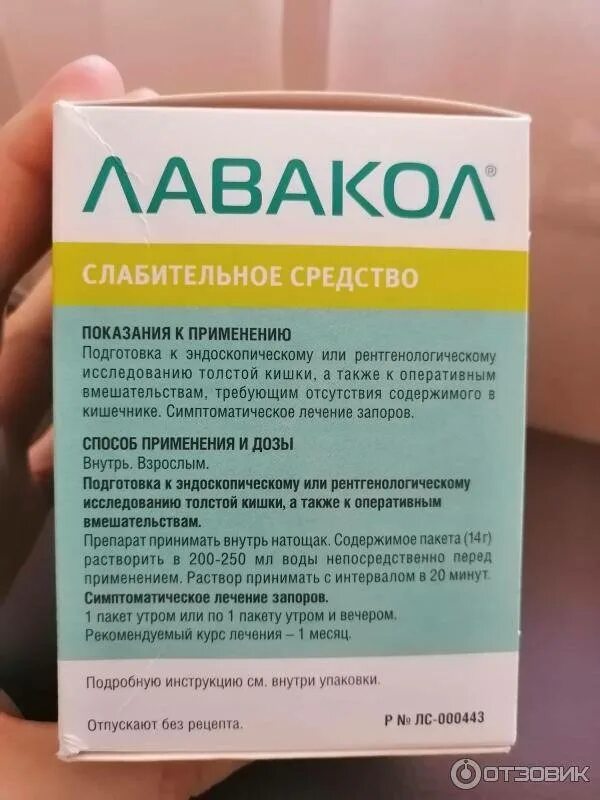 ЛАВАКОЛ®
СЛАБИТЕЛЬНОЕ СРЕДСТВО
ПОКАЗАНИЯ К ПРИМЕНЕНИЮ
Подготовка к эндоскопическому или рентгенологическому
исследованию толстой кишки, а также к оперативным
вмешательствам, требующим отсутствия содержимого в
кишечнике. Симптоматическое лечение запоров.
СПОСОБ ПРИМЕНЕНИЯ И ДОЗЫ
Внутрь. Взрослым.
Подготовка к эндоскопическому или рентгенологическому
исследованию толстой кишки, а также к оперативным
вмешательствам.
Препарат принимать внутрь натощак. Содержимое пакета (14 г)
растворить в 200-250 мл воды непосредственно перед
применением. Раствор принимать с интервалом в 20 минут.
Симптоматическое лечение запоров.
1 пакет утром или по 1 пакету утром и вечером.
Рекомендуемый курс лечения – 1 месяц.
Подробную инструкцию см. внутри упаковки.
Отпускают без рецепта.
Р № ЛС-000443
ОТЗОВИК